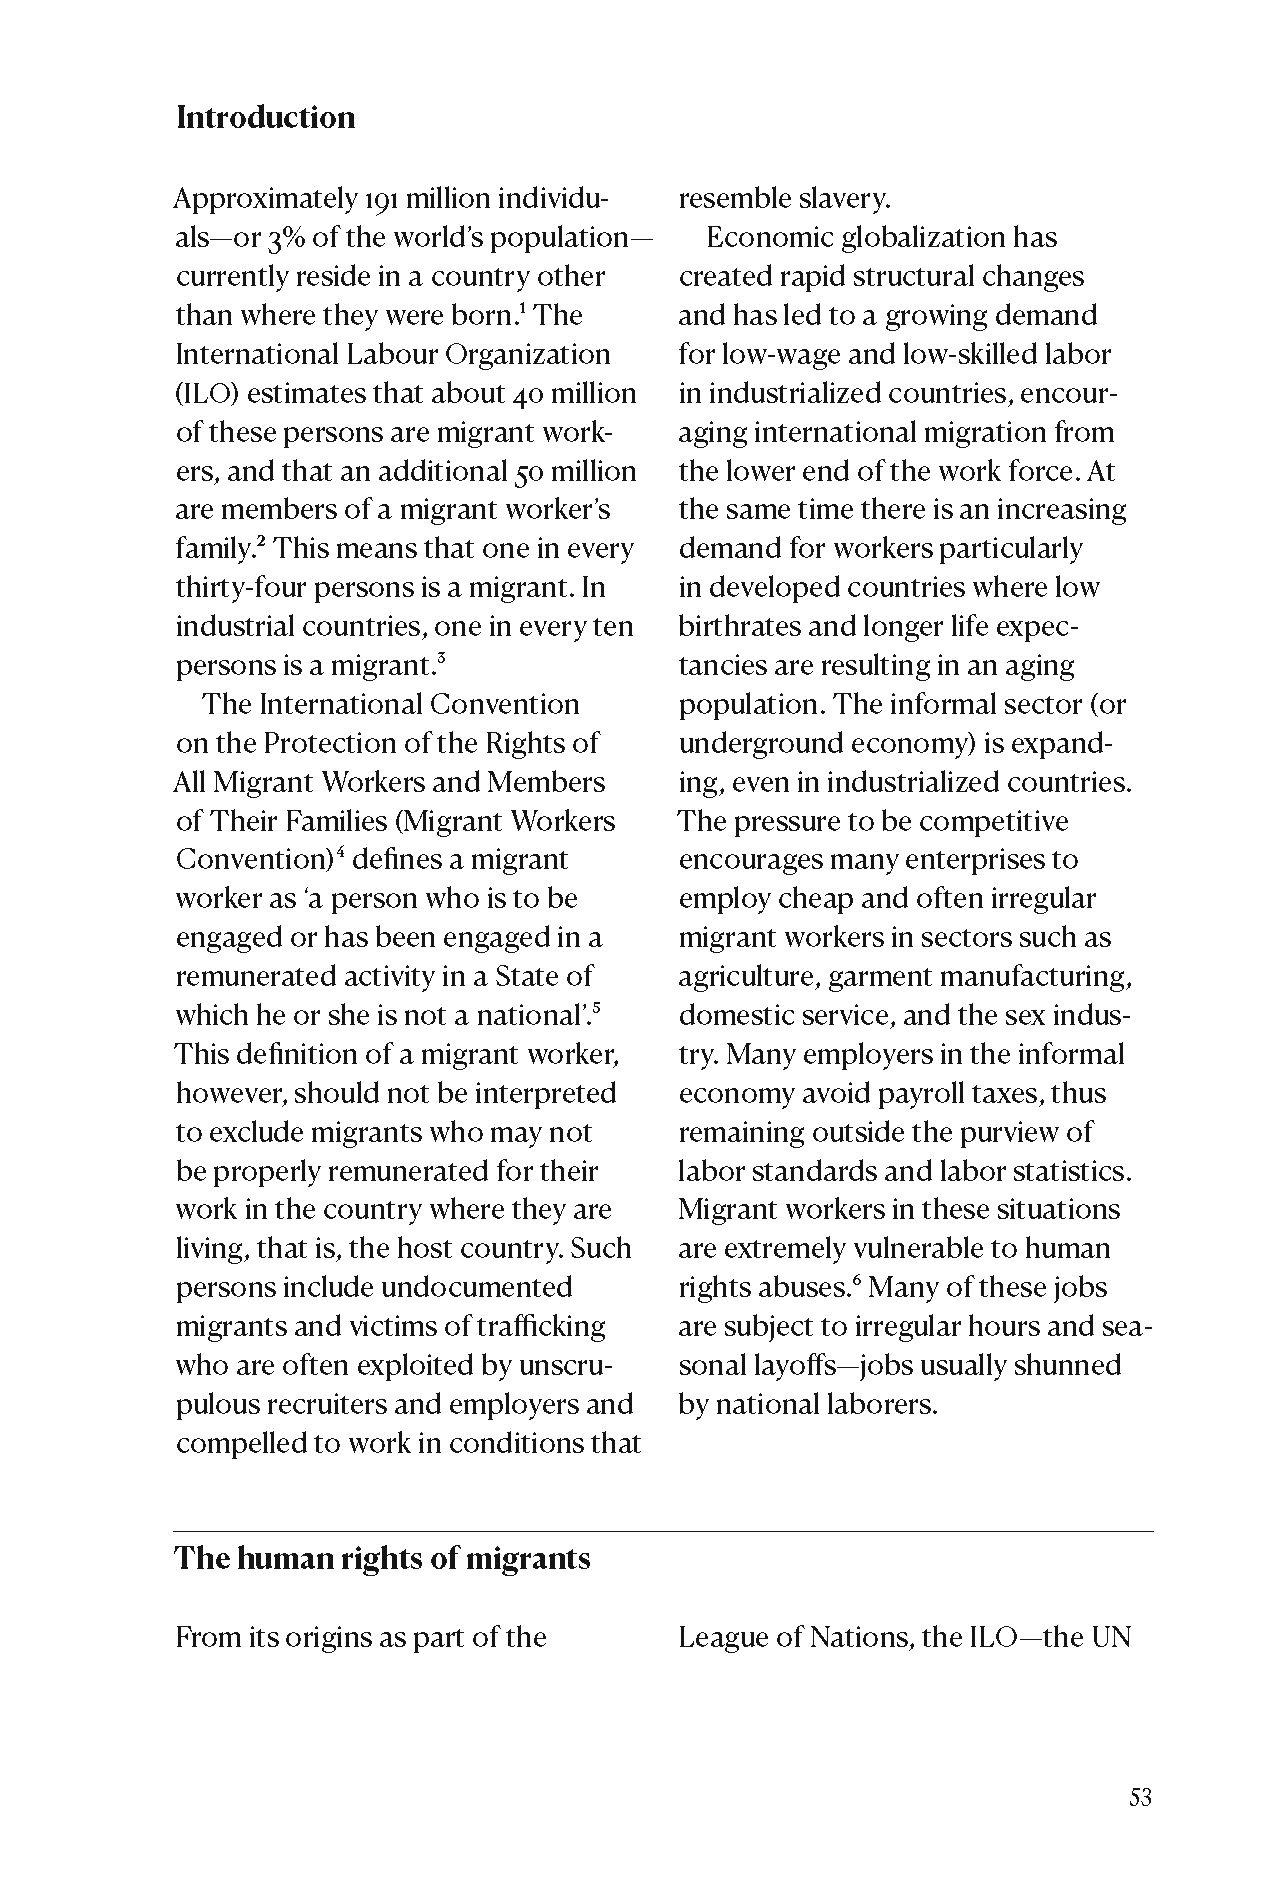 Introduction
Approximately 191 million individu-
als—or 3% of the world’s population—
currently reside in a country other
than where they were born.¹ The
International Labour Organization
(ILO) estimates that about 40 million
of these persons are migrant work-
ers, and that an additional 50 million
are members of a migrant worker’s
family.² This means that one in every
thirty-four persons is a migrant. In
industrial countries, one in every ten
persons is a migrant.³
The International Convention
on the Protection of the Rights of
All Migrant Workers and Members
of Their Families (Migrant Workers
Convention)⁴ defines a migrant
worker as ‘a person who is to be
engaged or has been engaged in a
remunerated activity in a State of
which he or she is not a national’.⁵
This definition of a migrant worker,
however, should not be interpreted
to exclude migrants who may not
be properly remunerated for their
work in the country where they are
living, that is, the host country. Such
persons include undocumented
migrants and victims of trafficking
who are often exploited by unscru-
pulous recruiters and employers and
compelled to work in conditions that
resemble slavery.
Economic globalization has
created rapid structural changes
and has led to a growing demand
for low-wage and low-skilled labor
in industrialized countries, encour-
aging international migration from
the lower end of the work force. At
the same time there is an increasing
demand for workers particularly
in developed countries where low
birthrates and longer life expec-
tancies are resulting in an aging
population. The informal sector (or
underground economy) is expand-
ing, even in industrialized countries.
The pressure to be competitive
encourages many enterprises to
employ cheap and often irregular
migrant workers in sectors such as
agriculture, garment manufacturing,
domestic service, and the sex indus-
try. Many employers in the informal
economy avoid payroll taxes, thus
remaining outside the purview of
labor standards and labor statistics.
Migrant workers in these situations
are extremely vulnerable to human
rights abuses.⁶ Many of these jobs
are subject to irregular hours and sea-
sonal layoffs—jobs usually shunned
by national laborers.
The human rights of migrants
From its origins as part of the
League of Nations, the ILO—the UN
53